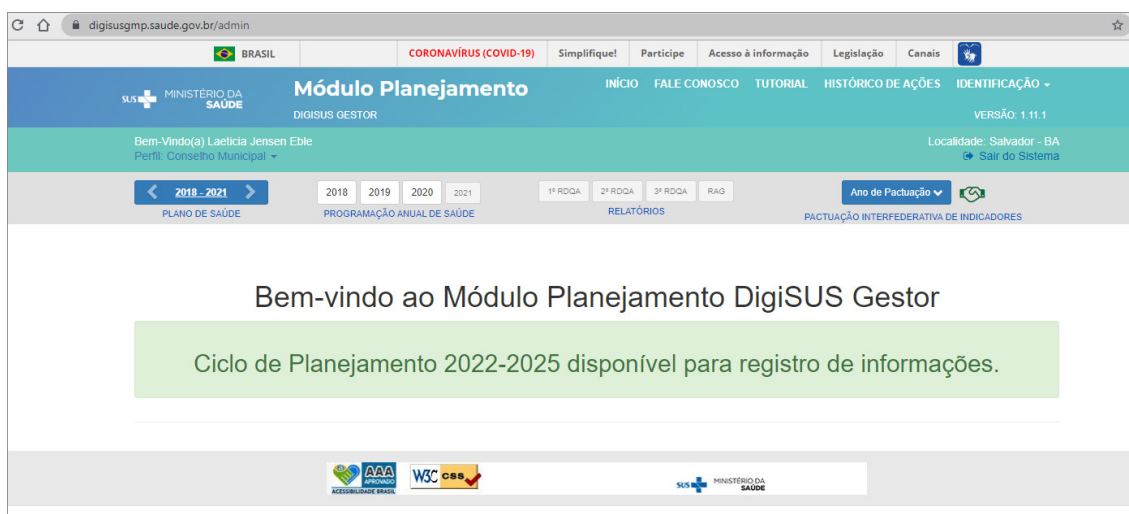 digisusgmp.saude.gov.br/admin
BRASIL CORONAVÍRUS (COVID-19) Simplifique! Participe Acesso à informação Legislação Canais
SUS MINISTÉRIO DA SAÚDE
Módulo Planejamento
DIGISUS GESTOR
INÍCIO FALE CONOSCO TUTORIAL HISTÓRICO DE AÇÕES IDENTIFICAÇÃO
VERSÃO: 1.11.1
Bem-Vindo(a) Laeticia Jensen Eble
Perfil: Conselho Municipal
Localidade: Salvador - BA
Sair do Sistema
2018 - 2021
PLANO DE SAÚDE
2018 2019 2020 2021
PROGRAMAÇÃO ANUAL DE SAÚDE
1º RDQA 2º RDQA 3º RDQA RAG
RELATÓRIOS
Ano de Pactuação
PACTUAÇÃO INTERFEDERATIVA DE INDICADORES
Bem-vindo ao Módulo Planejamento DigiSUS Gestor
Ciclo de Planejamento 2022-2025 disponível para registro de informações.
AAA
APROVADO
ACESSIBILIDADE BRASIL
W3C css
SUS MINISTÉRIO DA SAÚDE